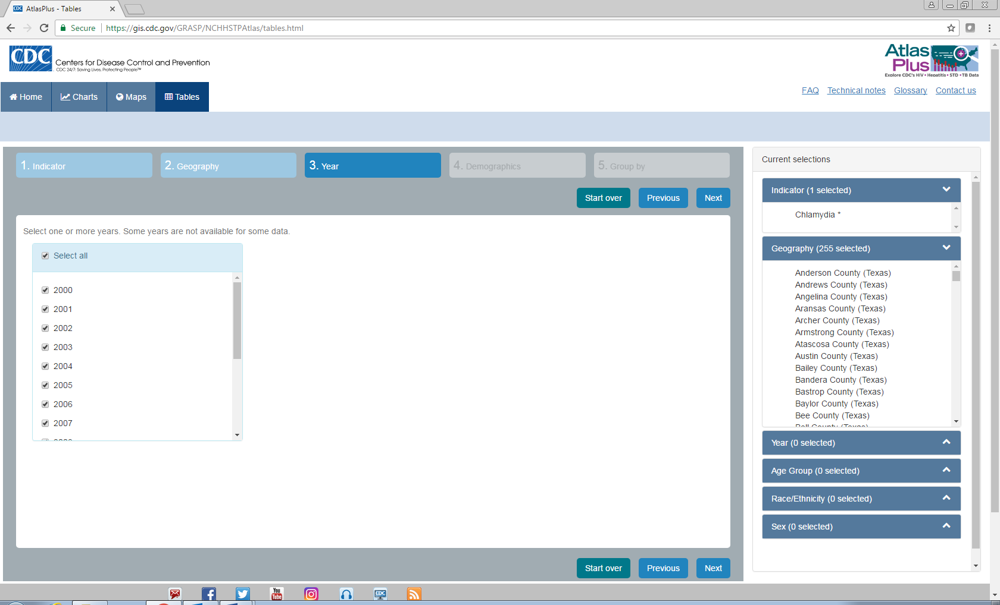 AtlasPlus - Tables
Secure https://gis.cdc.gov/GRASP/NCHHSTPAtlas/tables.html
CDC Centers for Disease Control and Prevention
CDC 24/7: Saving Lives, Protecting People™
Atlas
Plus
Explore CDC's HIV • Hepatitis • STD • TB Data
Home Charts Maps Tables
FAQ Technical notes Glossary Contact us
1. Indicator 2. Geography 3. Year 4. Demographics 5. Group by
Start over Previous Next
Select one or more years. Some years are not available for some data.
Select all
2000
2001
2002
2003
2004
2005
2006
2007
Current selections
Indicator (1 selected)
Chlamydia *
Geography (255 selected)
Anderson County (Texas)
Andrews County (Texas)
Angelina County (Texas)
Aransas County (Texas)
Archer County (Texas)
Armstrong County (Texas)
Atascosa County (Texas)
Austin County (Texas)
Bailey County (Texas)
Bandera County (Texas)
Bastrop County (Texas)
Baylor County (Texas)
Bee County (Texas)
Bell County (Texas)
Year (0 selected)
Age Group (0 selected)
Race/Ethnicity (0 selected)
Sex (0 selected)
Start over Previous Next
You
Tube
CDC